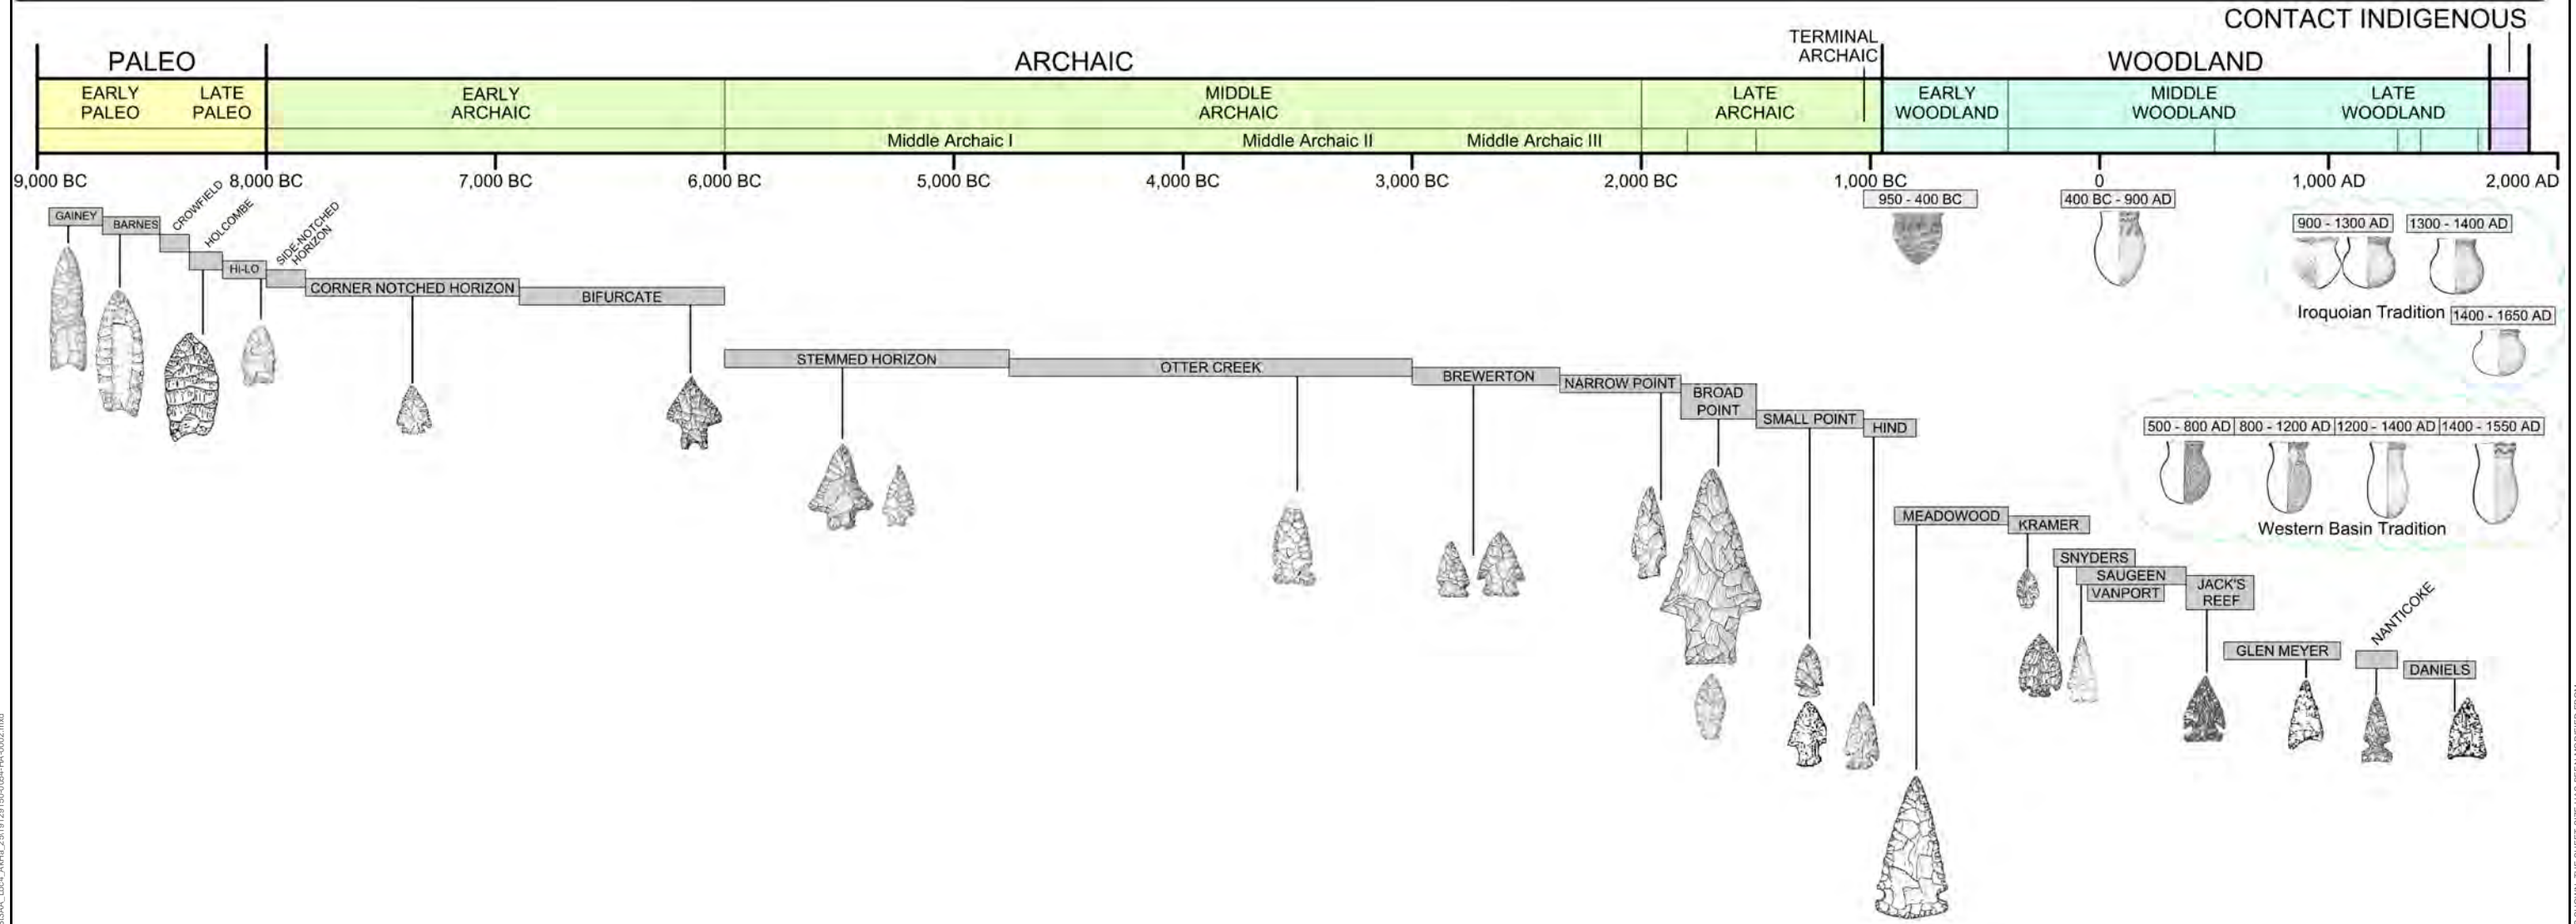 CONTACT INDIGENOUS
PALEO
ARCHAIC
TERMINAL
ARCHAIC
WOODLAND
EARLY
PALEO
LATE
PALEO
EARLY
ARCHAIC
MIDDLE
ARCHAIC
LATE
ARCHAIC
EARLY
WOODLAND
MIDDLE
WOODLAND
LATE
WOODLAND
Middle Archaic I
Middle Archaic II
Middle Archaic III
9,000 BC
8,000 BC
7,000 BC
6,000 BC
5,000 BC
4,000 BC
3,000 BC
2,000 BC
1,000 BC
0
1,000 AD
2,000 AD
GAINEY
BARNES
CROWFIELD
HOLCOMBE
HI-LO
SIDE-NOTCHED
HORIZON
CORNER NOTCHED HORIZON
BIFURCATE
STEMMED HORIZON
OTTER CREEK
BREWERTON
NARROW POINT
BROAD
POINT
SMALL POINT
HIND
950 - 400 BC
400 BC - 900 AD
900 - 1300 AD
1300 - 1400 AD
Iroquoian Tradition
1400 - 1650 AD
500 - 800 AD
800 - 1200 AD
1200 - 1400 AD
1400 - 1550 AD
Western Basin Tradition
MEADOWOOD
KRAMER
SNYDERS
SAUGEEN
VANPORT
JACK'S
REEF
GLEN MEYER
NANTICOKE
DANIELS